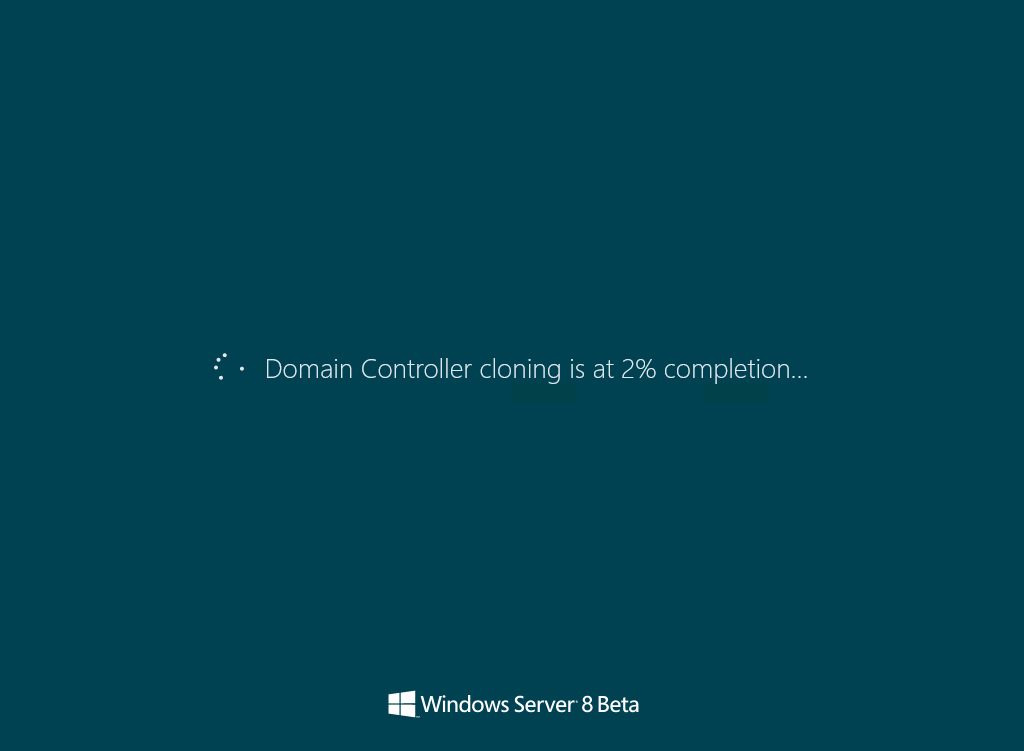 Domain Controller cloning is at 2% completion...
Windows Server 8 Beta